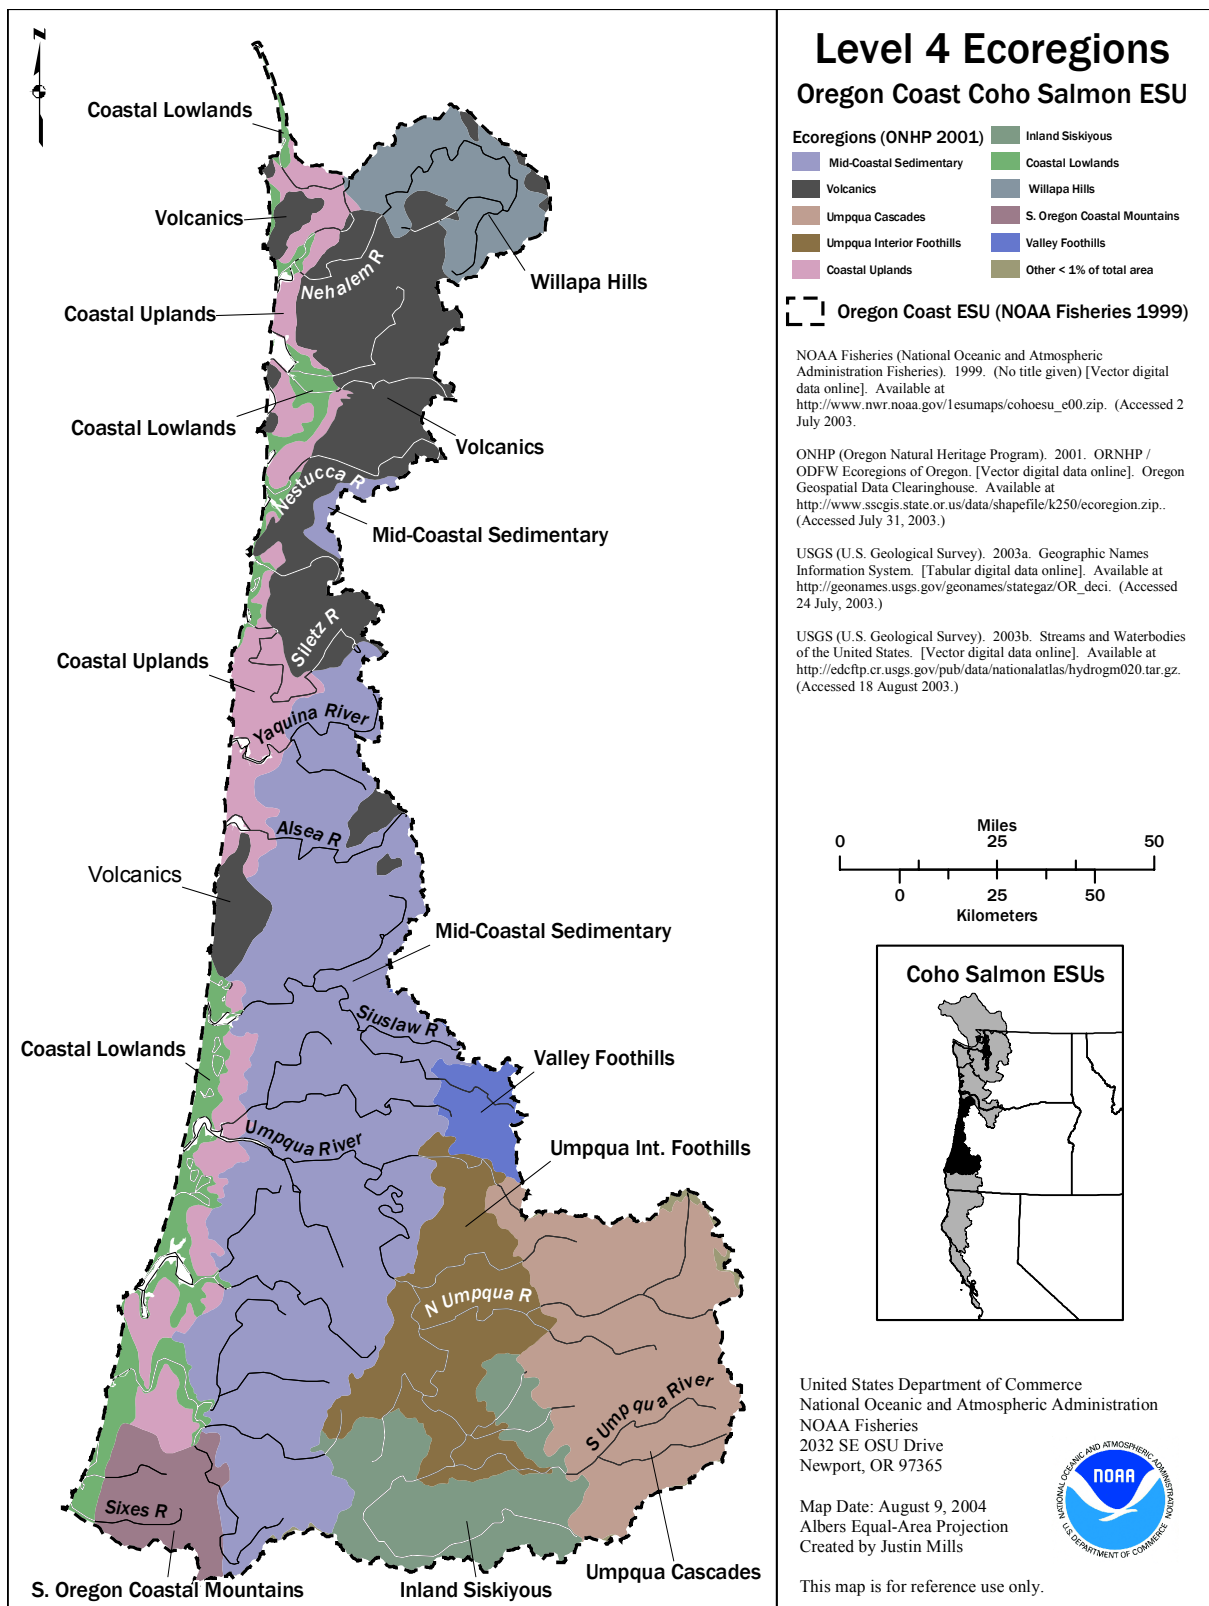 N
Level 4 Ecoregions
Oregon Coast Coho Salmon ESU
Ecoregions (ONHP 2001)
Mid-Coastal Sedimentary
Volcanics
Umpqua Cascades
Umpqua Interior Foothills
Coastal Uplands
Inland Siskiyous
Coastal Lowlands
Willapa Hills
S. Oregon Coastal Mountains
Valley Foothills
Other < 1% of total area
Oregon Coast ESU (NOAA Fisheries 1999)
NOAA Fisheries (National Oceanic and Atmospheric
Administration Fisheries). 1999. (No title given) [Vector digital
data online]. Available at
http://www.nwr.noaa.gov/1esumaps/cohoesu_e00.zip. (Accessed 2
July 2003.
ONHP (Oregon Natural Heritage Program). 2001. ORNHP /
ODFW Ecoregions of Oregon. [Vector digital data online]. Oregon
Geospatial Data Clearinghouse. Available at
http://www.sscgis.state.or.us/data/shapefile/k250/ecoregion.zip..
(Accessed July 31, 2003.)
USGS (U.S. Geological Survey). 2003a. Geographic Names
Information System. [Tabular digital data online]. Available at
http://geonames.usgs.gov/geonames/stategaz/OR_deci. (Accessed
24 July, 2003.)
USGS (U.S. Geological Survey). 2003b. Streams and Waterbodies
of the United States. [Vector digital data online]. Available at
http://edcftp.cr.usgs.gov/pub/data/nationalatlas/hydrogm020.tar.gz.
(Accessed 18 August 2003.)
Miles
0 25 50
0 25 50
Kilometers
Coho Salmon ESUs
United States Department of Commerce
National Oceanic and Atmospheric Administration
NOAA Fisheries
2032 SE OSU Drive
Newport, OR 97365
Map Date: August 9, 2004
Albers Equal-Area Projection
Created by Justin Mills
This map is for reference use only.
NATIONAL OCEANIC AND ATMOSPHERIC ADMINISTRATION
NOAA
U.S. DEPARTMENT OF COMMERCE
Coastal Lowlands
Volcanics
Nehalem R
Willapa Hills
Coastal Uplands
Coastal Lowlands
Volcanics
Nestucca R
Mid-Coastal Sedimentary
Siletz R
Coastal Uplands
Yaquina River
Alsea R
Volcanics
Mid-Coastal Sedimentary
Siuslaw R
Coastal Lowlands
Valley Foothills
Umpqua River
Umpqua Int. Foothills
N Umpqua R
S Umpqua River
Sixes R
Umpqua Cascades
S. Oregon Coastal Mountains
Inland Siskiyous